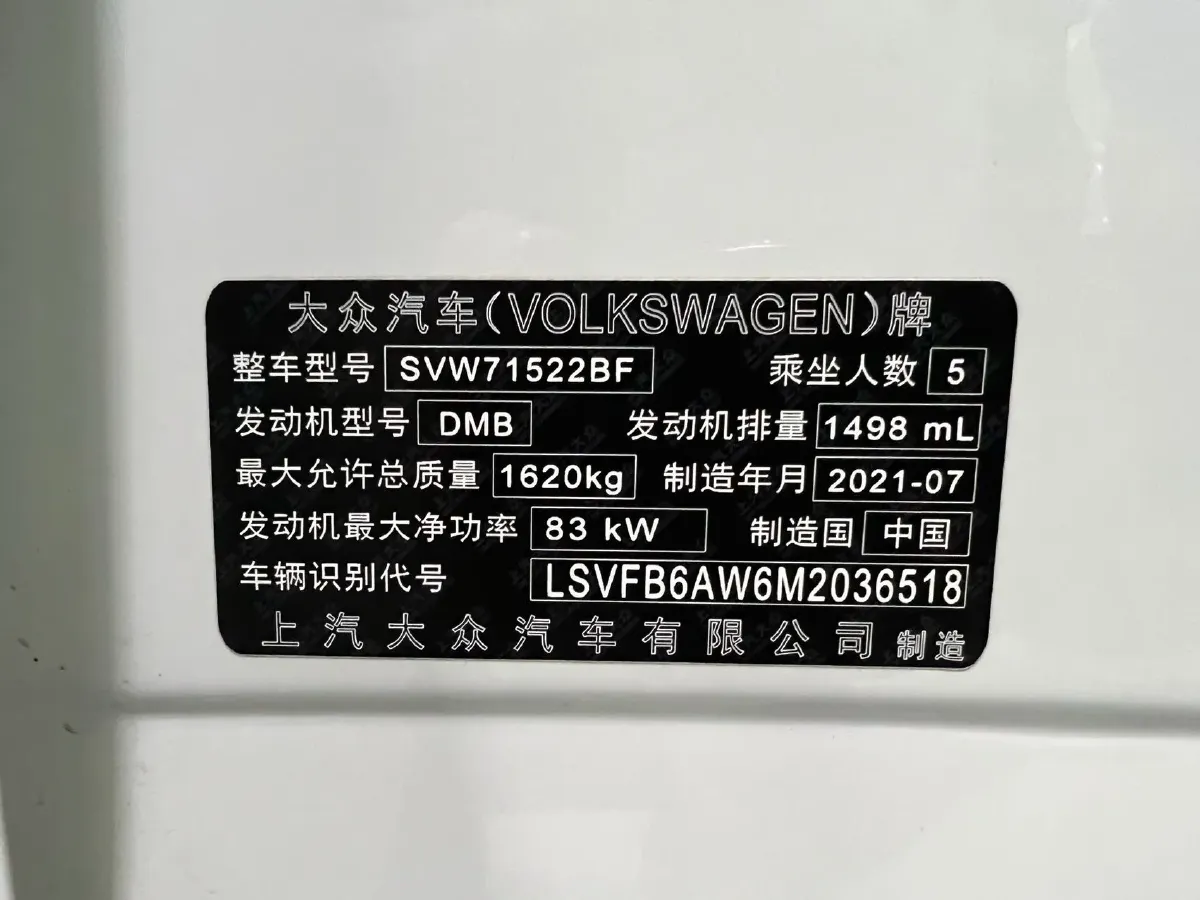 大众汽车(VOLKSWAGEN)牌
整车型号 SVW71522BF 乘坐人数 5
发动机型号 DMB 发动机排量 1498 mL
最大允许总质量 1620kg 制造年月 2021-07
发动机最大净功率 83 kW 制造国 中国
车辆识别代号 LSVFB6AW6M2036518
上汽大众汽车有限公司 制造